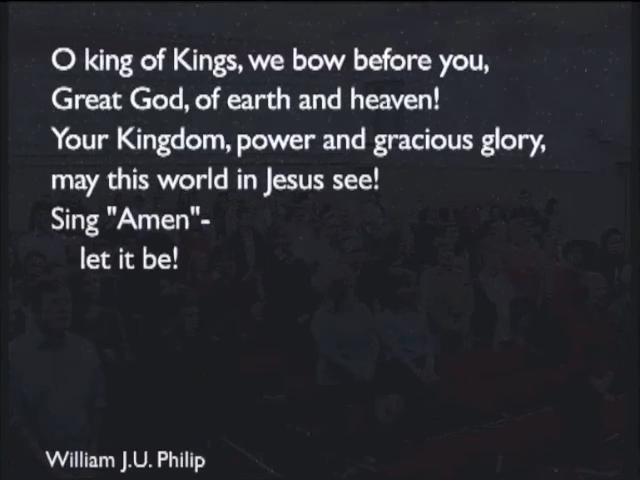 O king of Kings, we bow before you,
Great God, of earth and heaven!
Your Kingdom, power and gracious glory,
may this world in Jesus see!
Sing "Amen"-
let it be!
William J.U. Philip